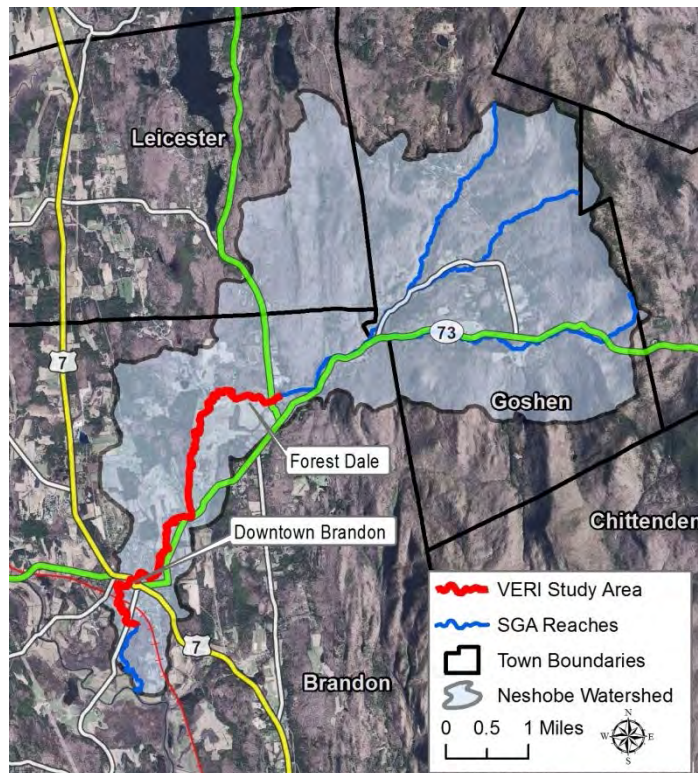 Leicester
7
73
Goshen
Forest Dale
Chittenden
Downtown Brandon
7
Brandon
VERI Study Area
SGA Reaches
Town Boundaries
Neshobe Watershed
0 0.5 1 Miles
N
W E
S